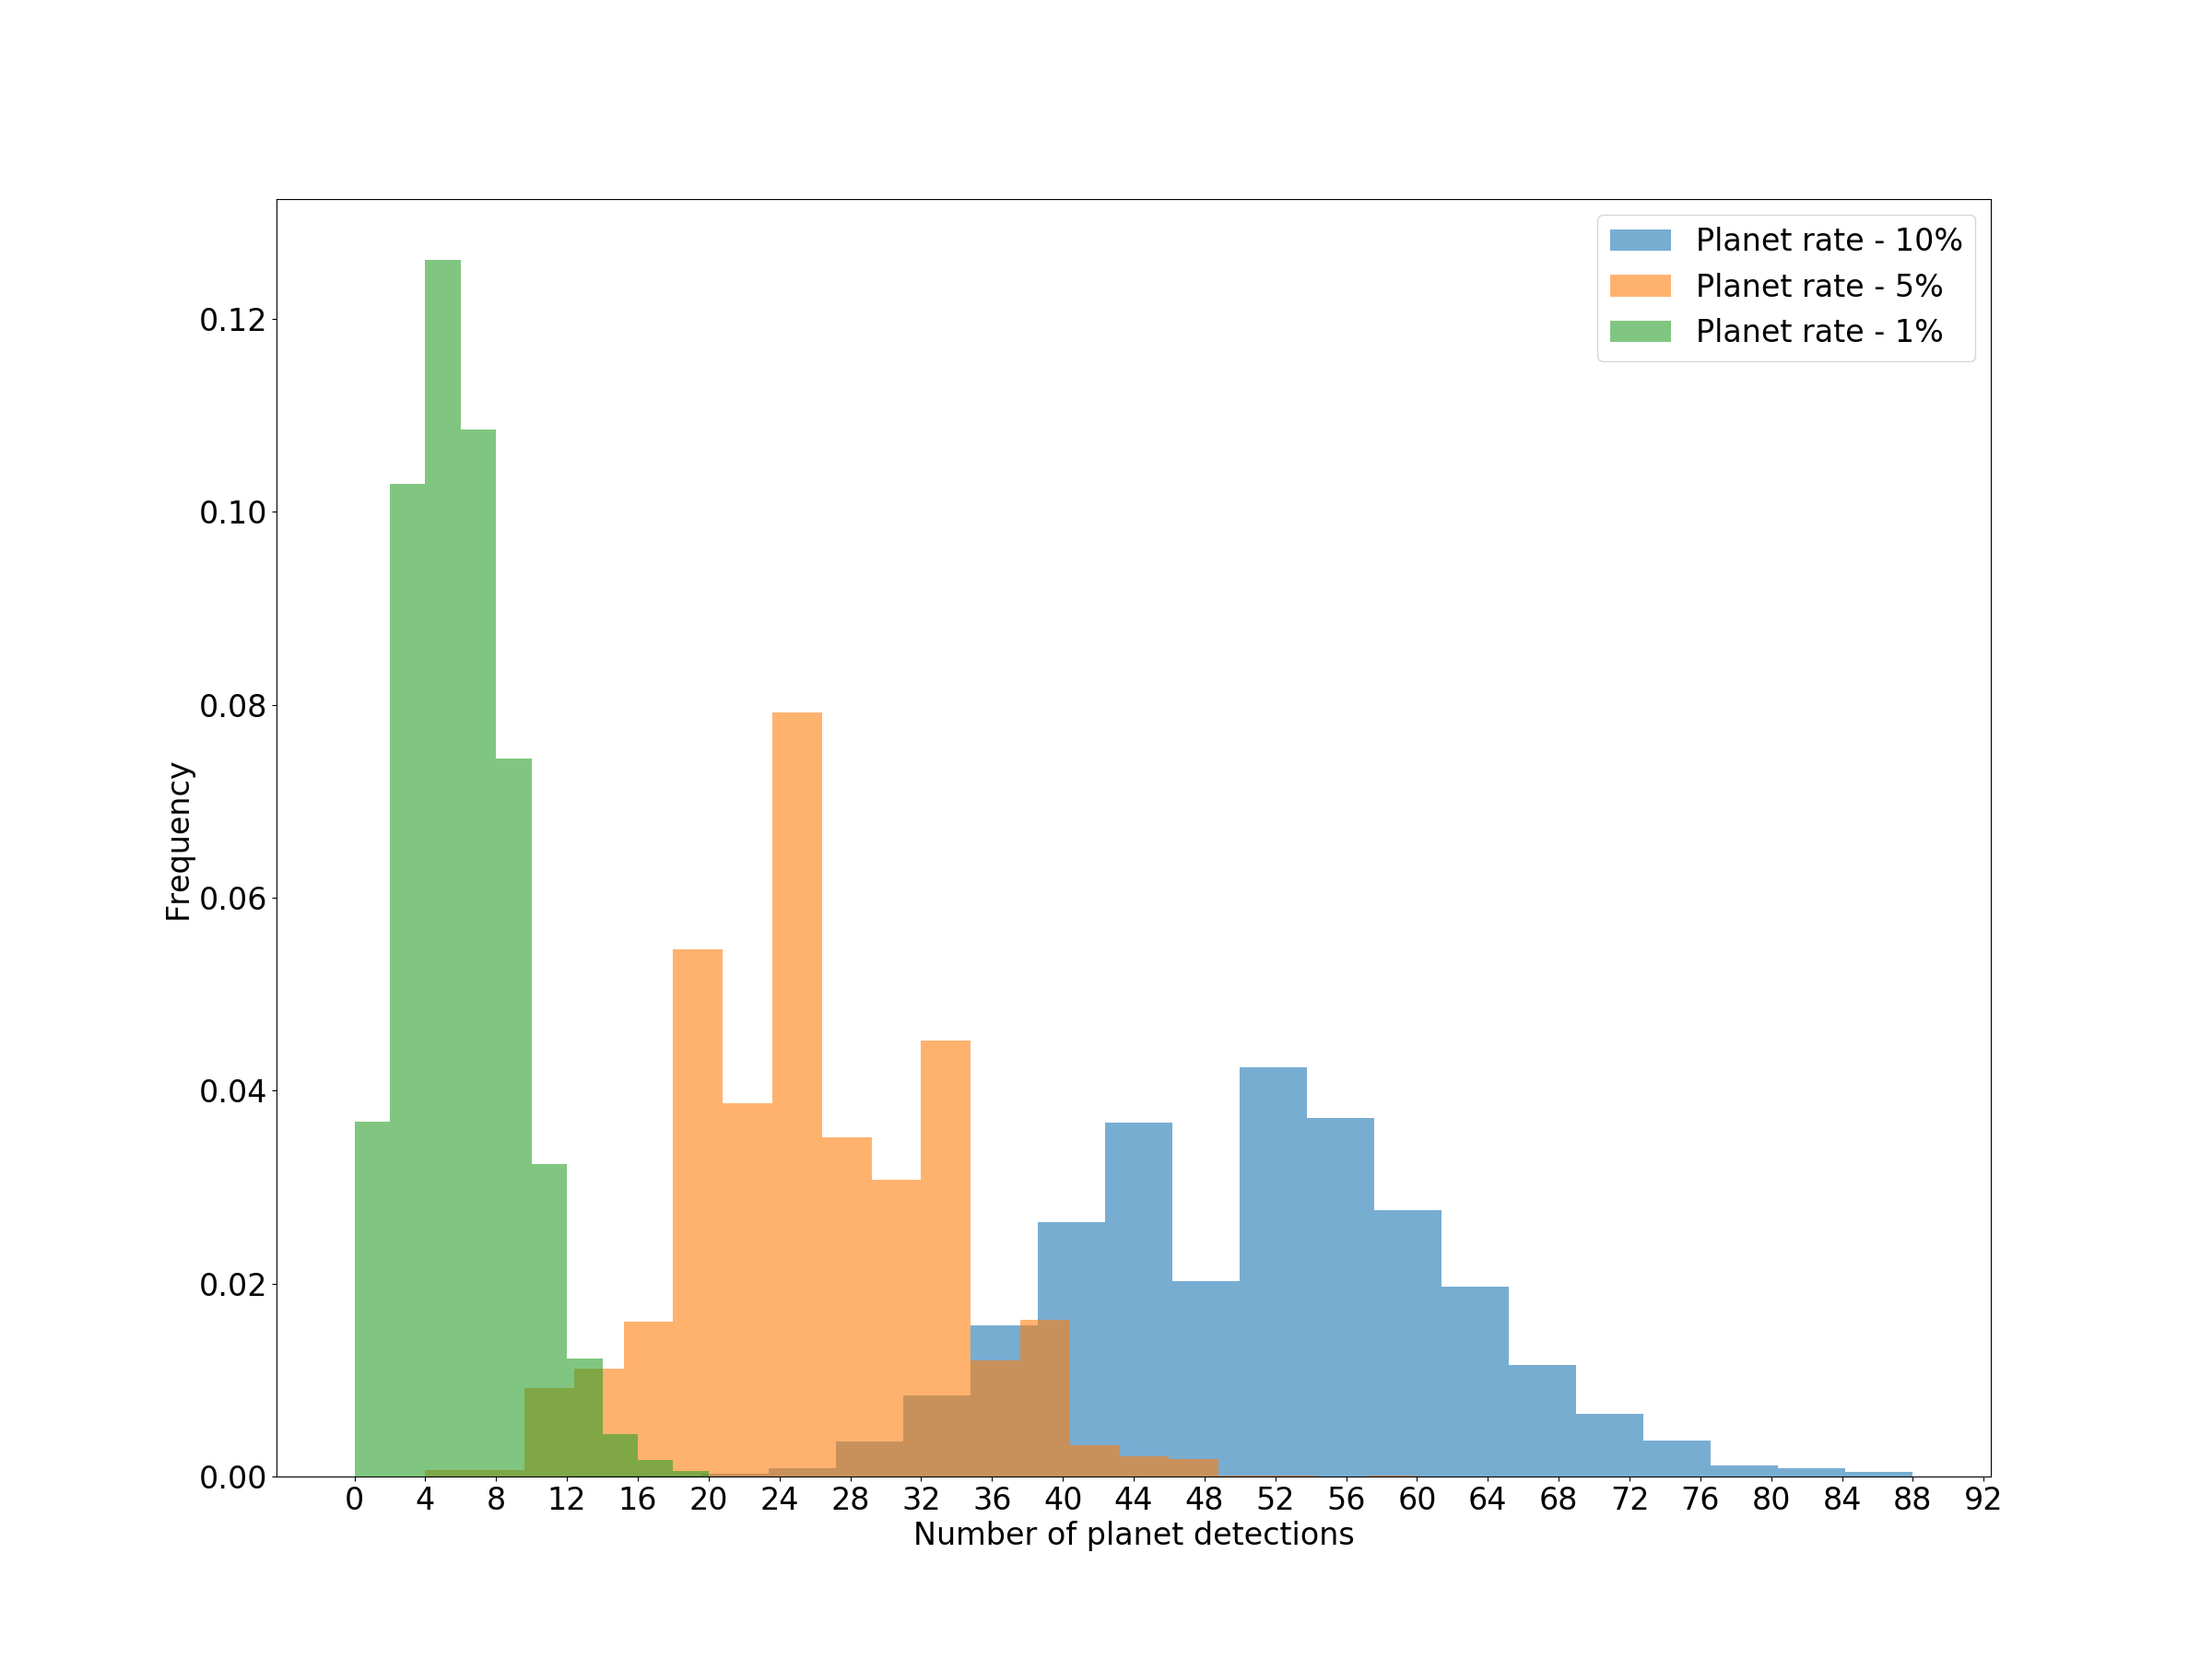 Planet rate - 10%
Planet rate - 5%
Planet rate - 1%
0.12
0.10
0.08
0.06
0.04
0.02
0.00
Frequency
0 4 8 12 16 20 24 28 32 36 40 44 48 52 56 60 64 68 72 76 80 84 88 92
Number of planet detections